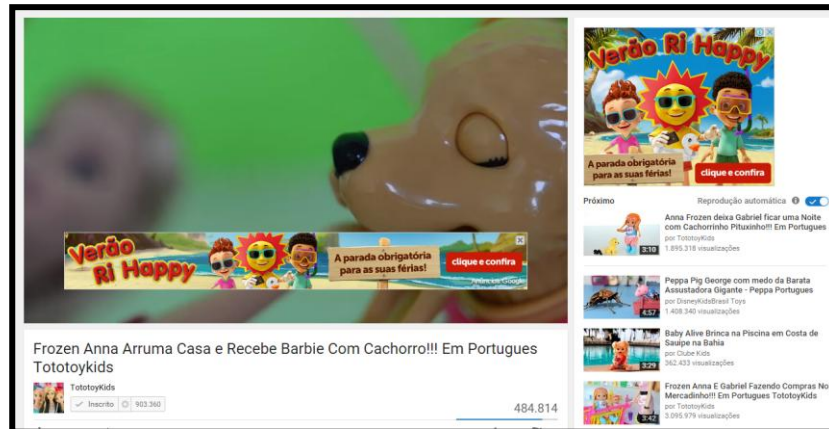 Verão
Ri Happy
A parada obrigatória
para as suas férias!
clique e confira
Anúncios Google
Frozen Anna Arruma Casa e Recebe Barbie Com Cachorro!!! Em Portugues
Tototoykids
TototoyKids
Inscrito 903.360
484.814
Verão Ri Happy
A parada obrigatória
para as suas férias!
clique e confira
Próximo
Reprodução automática
Anna Frozen deixa Gabriel ficar uma Noite
com Cachorrinho Pituxinho!!! Em Portugues
por TototoyKids
1.895.318 visualizações
3:10
Peppa Pig George com medo da Barata
Assustadora Gigante - Peppa Portugues
por DisneyKidsBrasil Toys
1.408.340 visualizações
4:57
Baby Alive Brinca na Piscina em Costa de
Sauipe na Bahia
por Clube Kids
362.433 visualizações
3:29
Frozen Anna E Gabriel Fazendo Compras No
Mercadinho!!! Em Portugues TototoyKids
por TototoyKids
3.095.979 visualizações
3:42